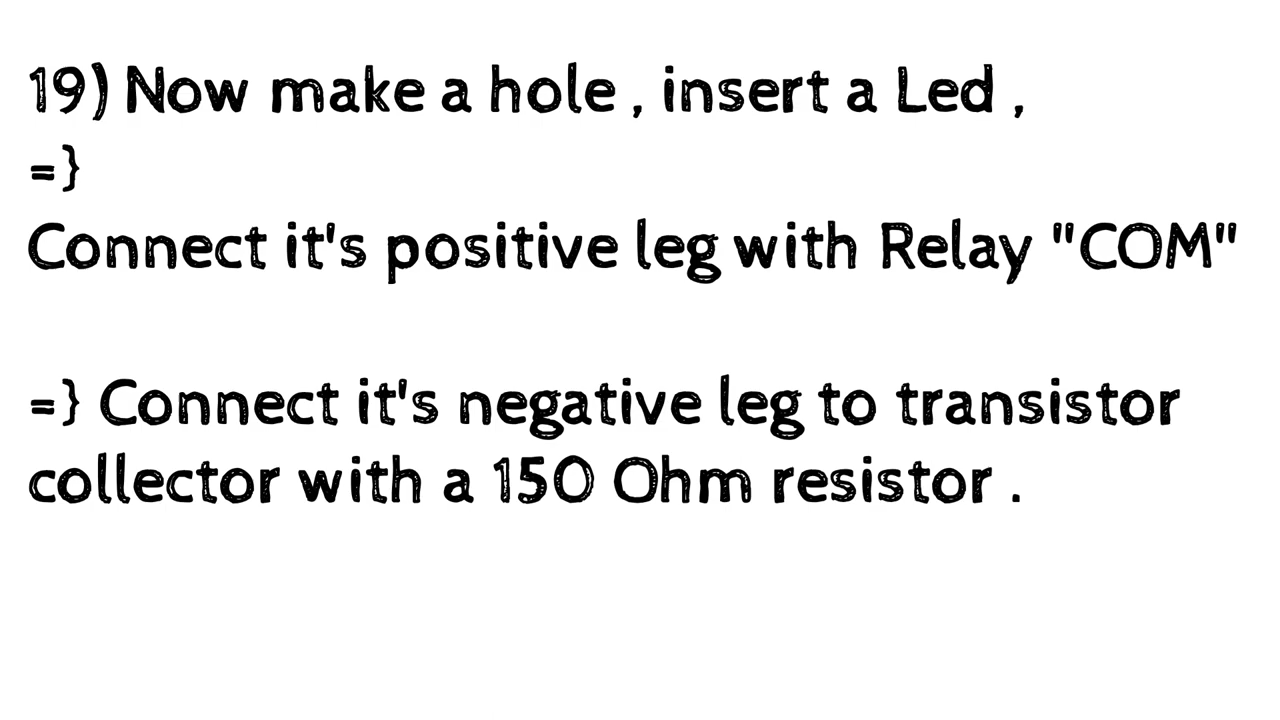 19) Now make a hole , insert a Led ,
=}
Connect it's positive leg with Relay "COM"
=} Connect it's negative leg to transistor
collector with a 150 Ohm resistor .